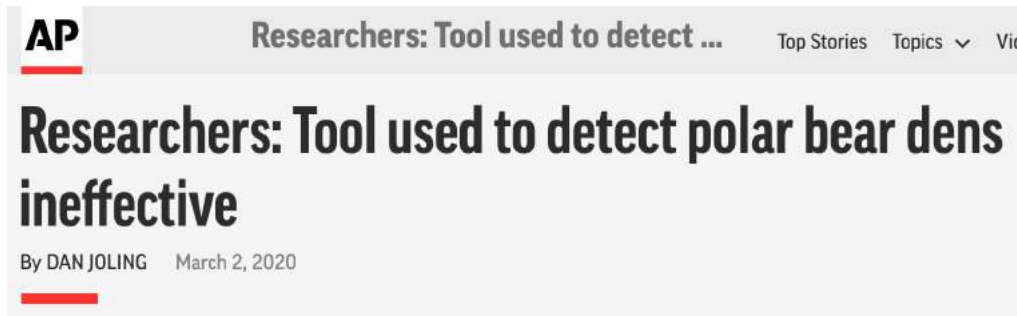 AP Researchers: Tool used to detect ... Top Stories Topics Vic
Researchers: Tool used to detect polar bear dens
ineffective
By DAN JOLING March 2, 2020